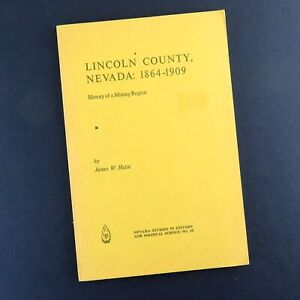 LINCOLN COUNTY,
NEVADA: 1864-1909
History of a Mining Region
by
James W. Hulse
NEVADA STUDIES IN HISTORY
AND POLITICAL SCIENCE NO. 10